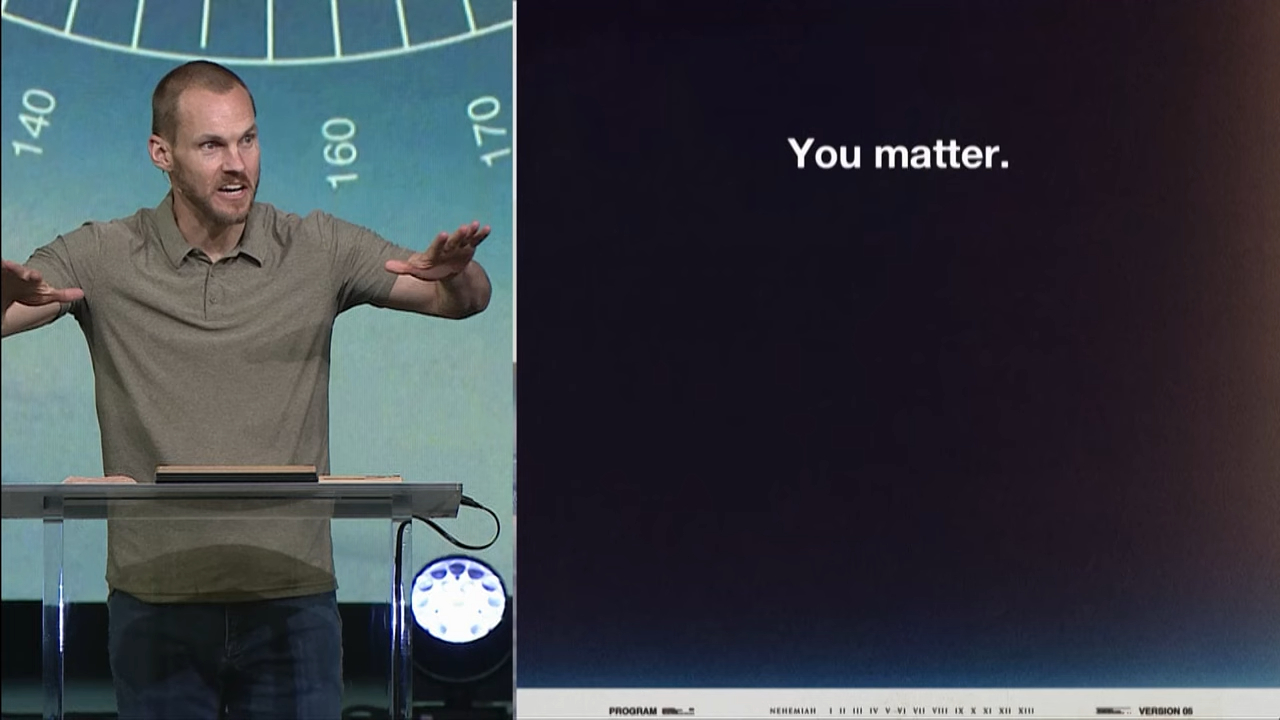 140
160
170
You matter.
PROGRAM
NEHEMIAH I II III IV V VI VII VIII IX X XI XII XIII
VERSION 06